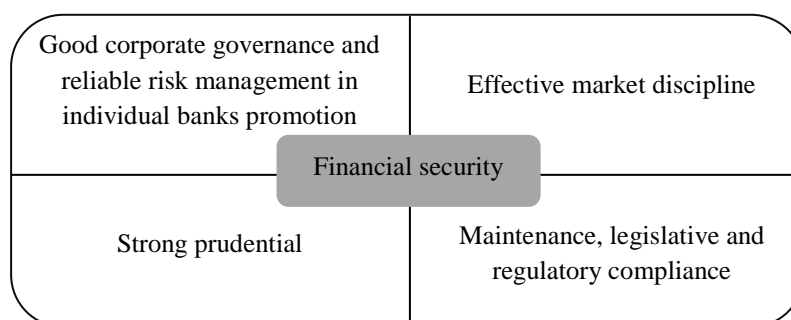 Good corporate governance and
reliable risk management in
individual banks promotion
Effective market discipline
Financial security
Strong prudential
Maintenance, legislative and
regulatory compliance